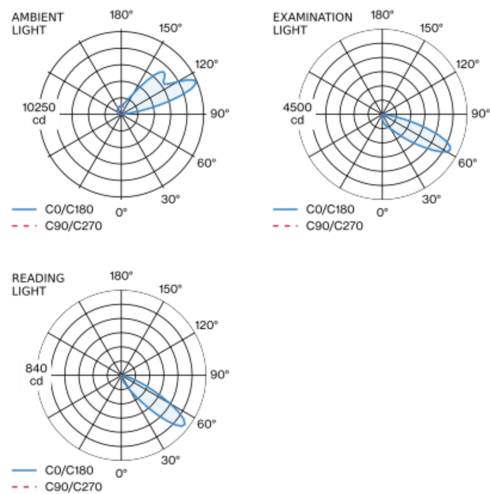 AMBIENT
LIGHT
180°
150°
120°
10250
cd
90°
60°
30°
0°
C0/C180
C90/C270
EXAMINATION
LIGHT
180°
150°
120°
4500
cd
90°
60°
30°
0°
C0/C180
C90/C270
READING
LIGHT
180°
150°
120°
840
cd
90°
60°
30°
0°
C0/C180
C90/C270